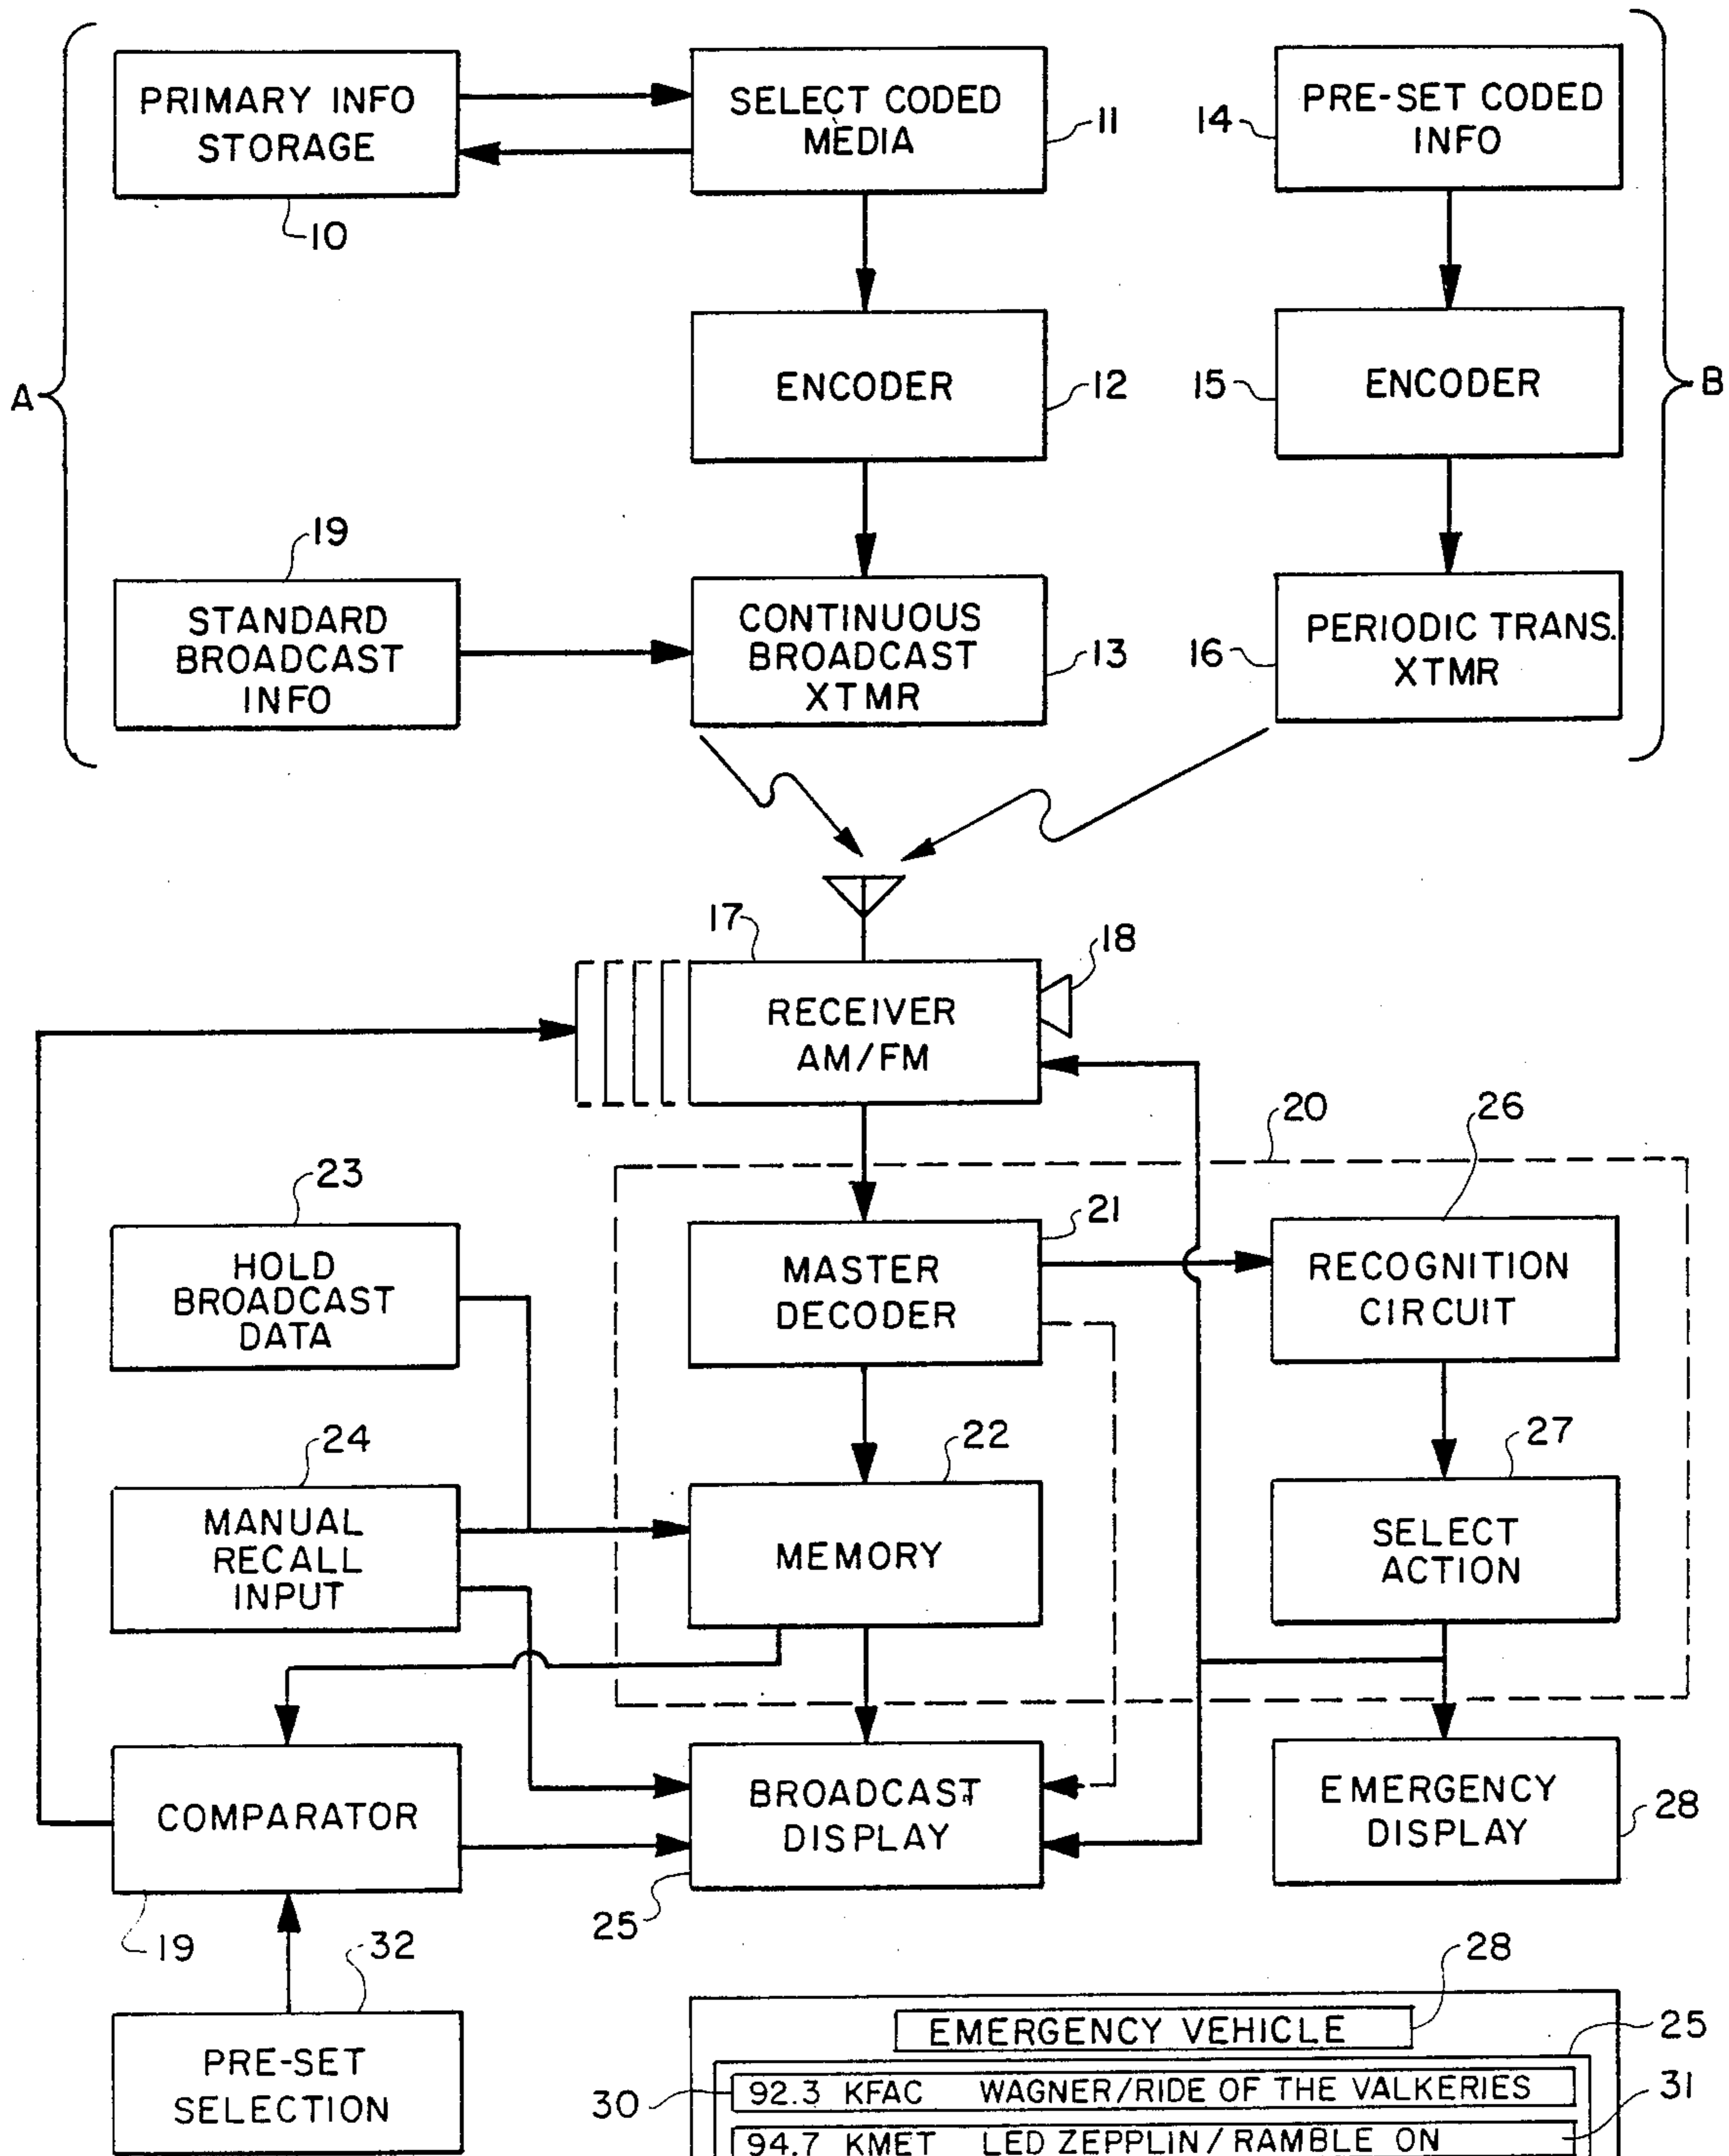 PRIMARY INFO
STORAGE
10
SELECT CODED
MEDIA
11
14
PRE-SET CODED
INFO
A
ENCODER
12
15
ENCODER
B
19
STANDARD
BROADCAST
INFO
CONTINUOUS
BROADCAST
XTMR
13
16
PERIODIC TRANS.
XTMR
17
18
RECEIVER
AM/FM
20
26
23
HOLD
BROADCAST
DATA
21
MASTER
DECODER
RECOGNITION
CIRCUIT
24
MANUAL
RECALL
INPUT
22
MEMORY
27
SELECT
ACTION
COMPARATOR
19
BROADCAST
DISPLAY
25
EMERGENCY
DISPLAY
28
32
PRE-SET
SELECTION
28
EMERGENCY VEHICLE
25
30
92.3 KFAC WAGNER/RIDE OF THE VALKERIES
31
94.7 KMET LED ZEPPLIN/RAMBLE ON